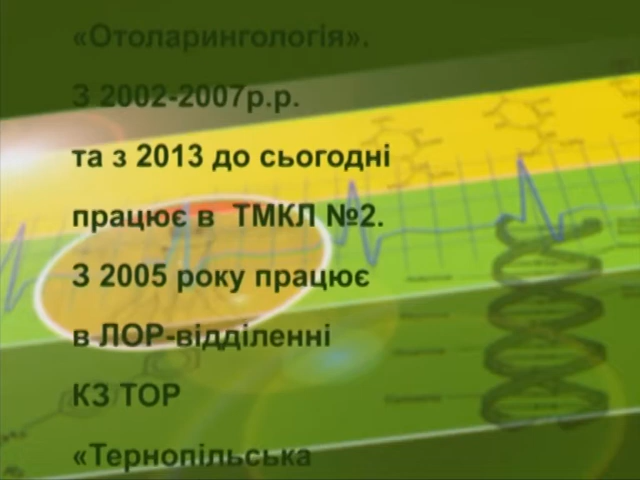 «Отоларингологія».
З 2002-2007р.р.
та з 2013 до сьогодні
працює в ТМКЛ №2.
З 2005 року працює
в ЛОР-відділенні
КЗ ТОР
«Тернопільська